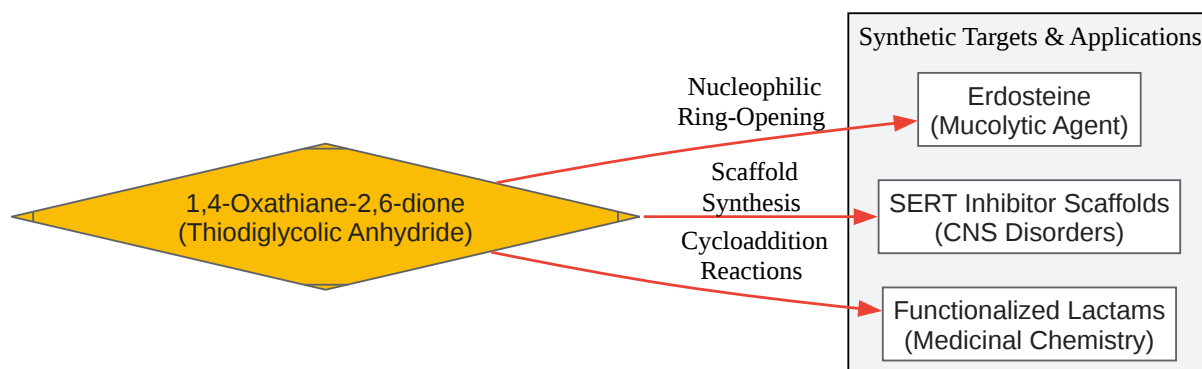 Synthetic Targets & Applications
1,4-Oxathiane-2,6-dione
(Thiodiglycolic Anhydride)
Nucleophilic
Ring-Opening
Erdosteine
(Mucolytic Agent)
Scaffold
Synthesis
SERT Inhibitor Scaffolds
(CNS Disorders)
Cycloaddition
Reactions
Functionalized Lactams
(Medicinal Chemistry)